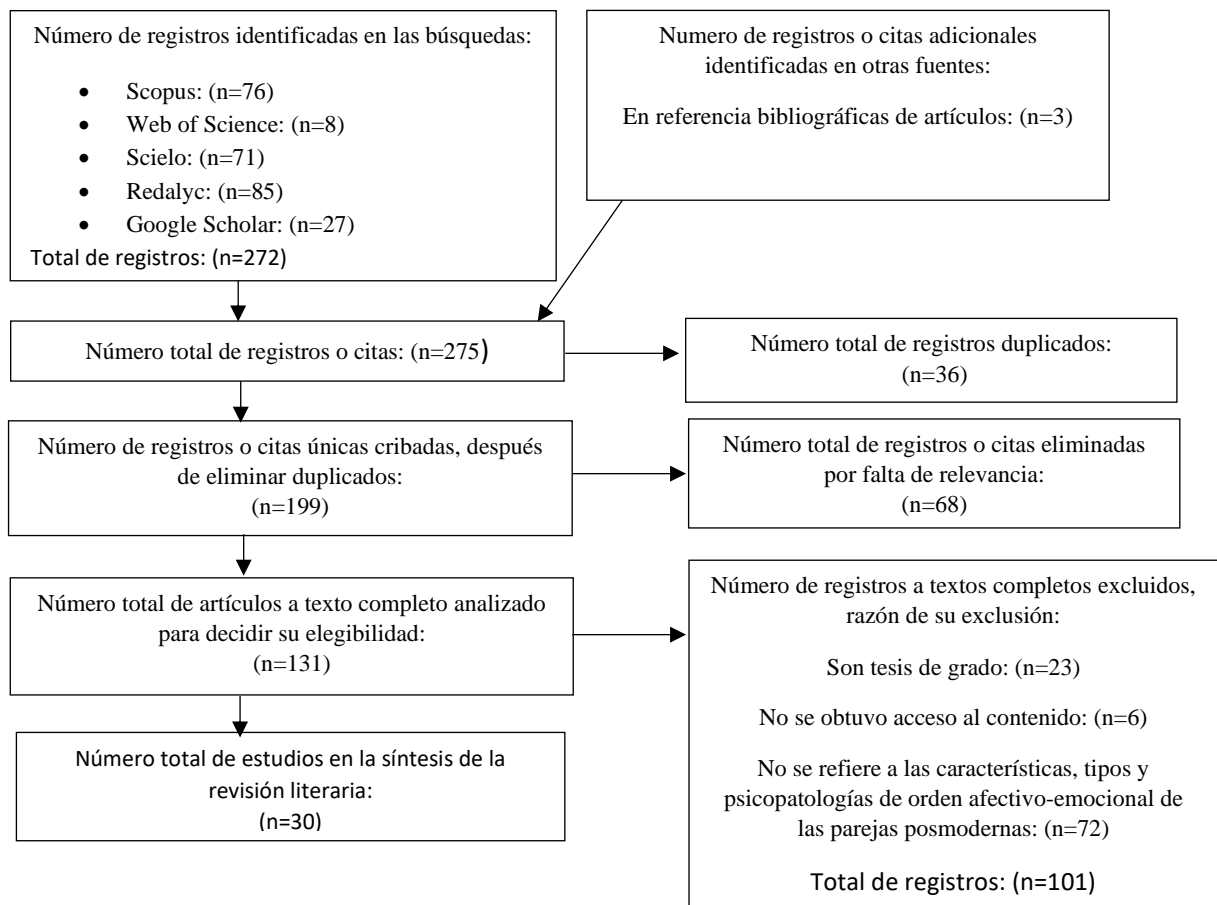 Número de registros identificadas en las búsquedas:
• Scopus: (n=76)
• Web of Science: (n=8)
• Scielo: (n=71)
• Redalyc: (n=85)
• Google Scholar: (n=27)
Total de registros: (n=272)
Numero de registros o citas adicionales
identificadas en otras fuentes:
En referencia bibliográficas de artículos: (n=3)
Número total de registros o citas: (n=275)
Número total de registros duplicados:
(n=36)
Número de registros o citas únicas cribadas, después
de eliminar duplicados:
(n=199)
Número total de registros o citas eliminadas
por falta de relevancia:
(n=68)
Número total de artículos a texto completo analizado
para decidir su elegibilidad:
(n=131)
Número de registros a textos completos excluidos,
razón de su exclusión:
Son tesis de grado: (n=23)
No se obtuvo acceso al contenido: (n=6)
No se refiere a las características, tipos y
psicopatologías de orden afectivo-emocional de
las parejas posmodernas: (n=72)
Total de registros: (n=101)
Número total de estudios en la síntesis de la
revisión literaria:
(n=30)